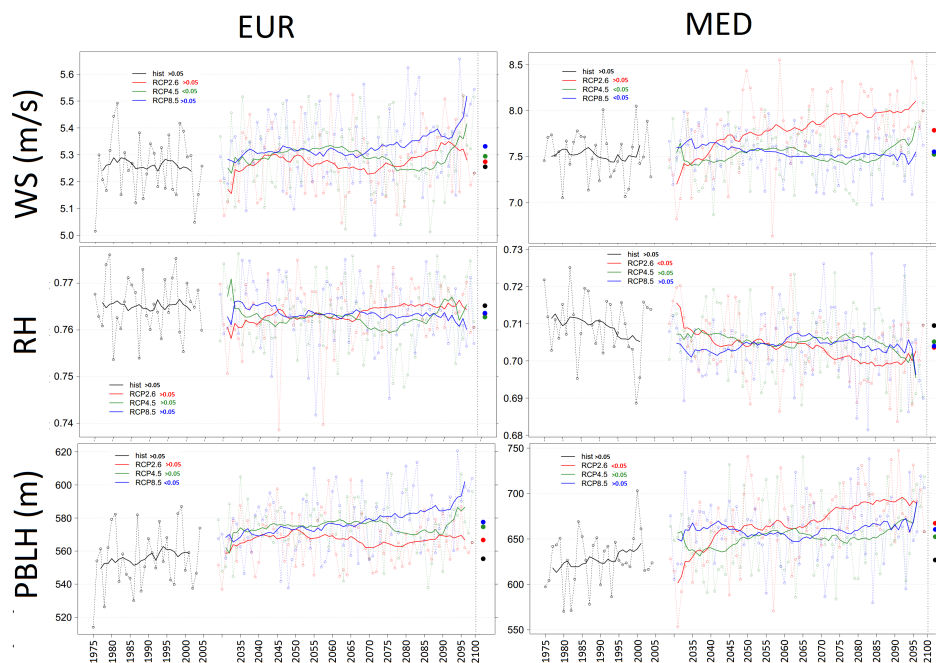 EUR MED
WS (m/s)
5.6
5.5
5.4
5.3
5.2
5.1
5.0
hist >0.05
RCP2.6 <0.05
RCP4.5 <0.05
RCP8.5 >0.05
8.5
8.0
7.5
7.0
hist >0.05
RCP2.6 >0.05
RCP4.5 <0.05
RCP8.5 <0.05
RH
0.77
0.76
0.75
0.74
hist >0.05
RCP2.6 >0.05
RCP4.5 >0.05
RCP8.5 >0.05
0.73
0.72
0.71
0.70
0.69
0.68
hist >0.05
RCP2.6 <0.05
RCP4.5 >0.05
RCP8.5 >0.05
PBLH (m)
620
600
580
560
540
520
hist >0.05
RCP2.6 >0.05
RCP4.5 >0.05
RCP8.5 <0.05
750
700
650
600
550
hist >0.05
RCP2.6 <0.05
RCP4.5 >0.05
RCP8.5 >0.05
1975 1980 1985 1990 1995 2000 2005 2035 2040 2045 2050 2055 2060 2065 2070 2075 2080 2085 2090 2095 2100
1975 1980 1985 1990 1995 2000 2005 2035 2040 2045 2050 2055 2060 2065 2070 2075 2080 2085 2090 2095 2100